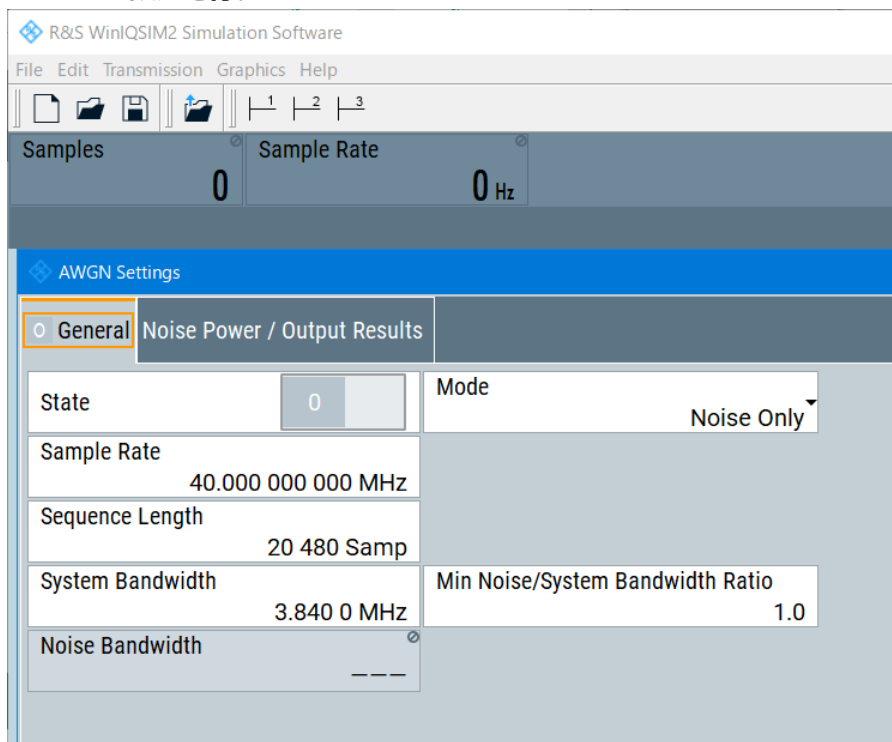 R&S WinIQSIM2 Simulation Software
File Edit Transmission Graphics Help
1 2 3
Samples Sample Rate
0 0 Hz
AWGN Settings
0 General Noise Power / Output Results
State 0 Mode
Noise Only
Sample Rate
40.000 000 000 MHz
Sequence Length
20 480 Samp
System Bandwidth Min Noise/System Bandwidth Ratio
3.840 0 MHz 1.0
Noise Bandwidth
–––